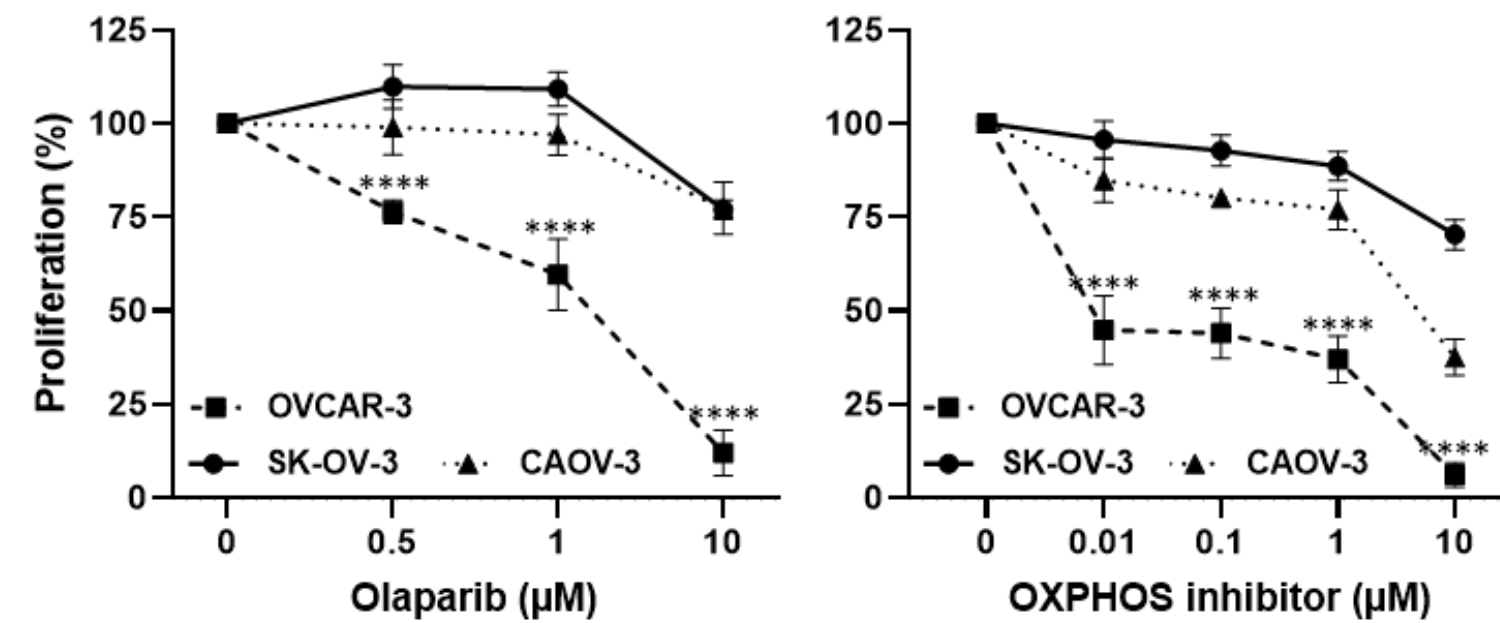 125
100
75
50
25
0
Proliferation (%)
****
****
****
OVCAR-3
SK-OV-3 CAOV-3
0 0.5 1 10
Olaparib (µM)
125
100
75
50
25
0
****
****
****
****
OVCAR-3
SK-OV-3 CAOV-3
0 0.01 0.1 1 10
OXPHOS inhibitor (µM)